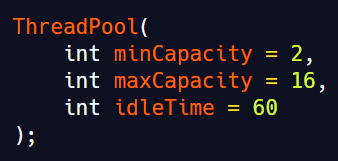 ThreadPool(
    int minCapacity = 2,
    int maxCapacity = 16,
    int idleTime = 60
);